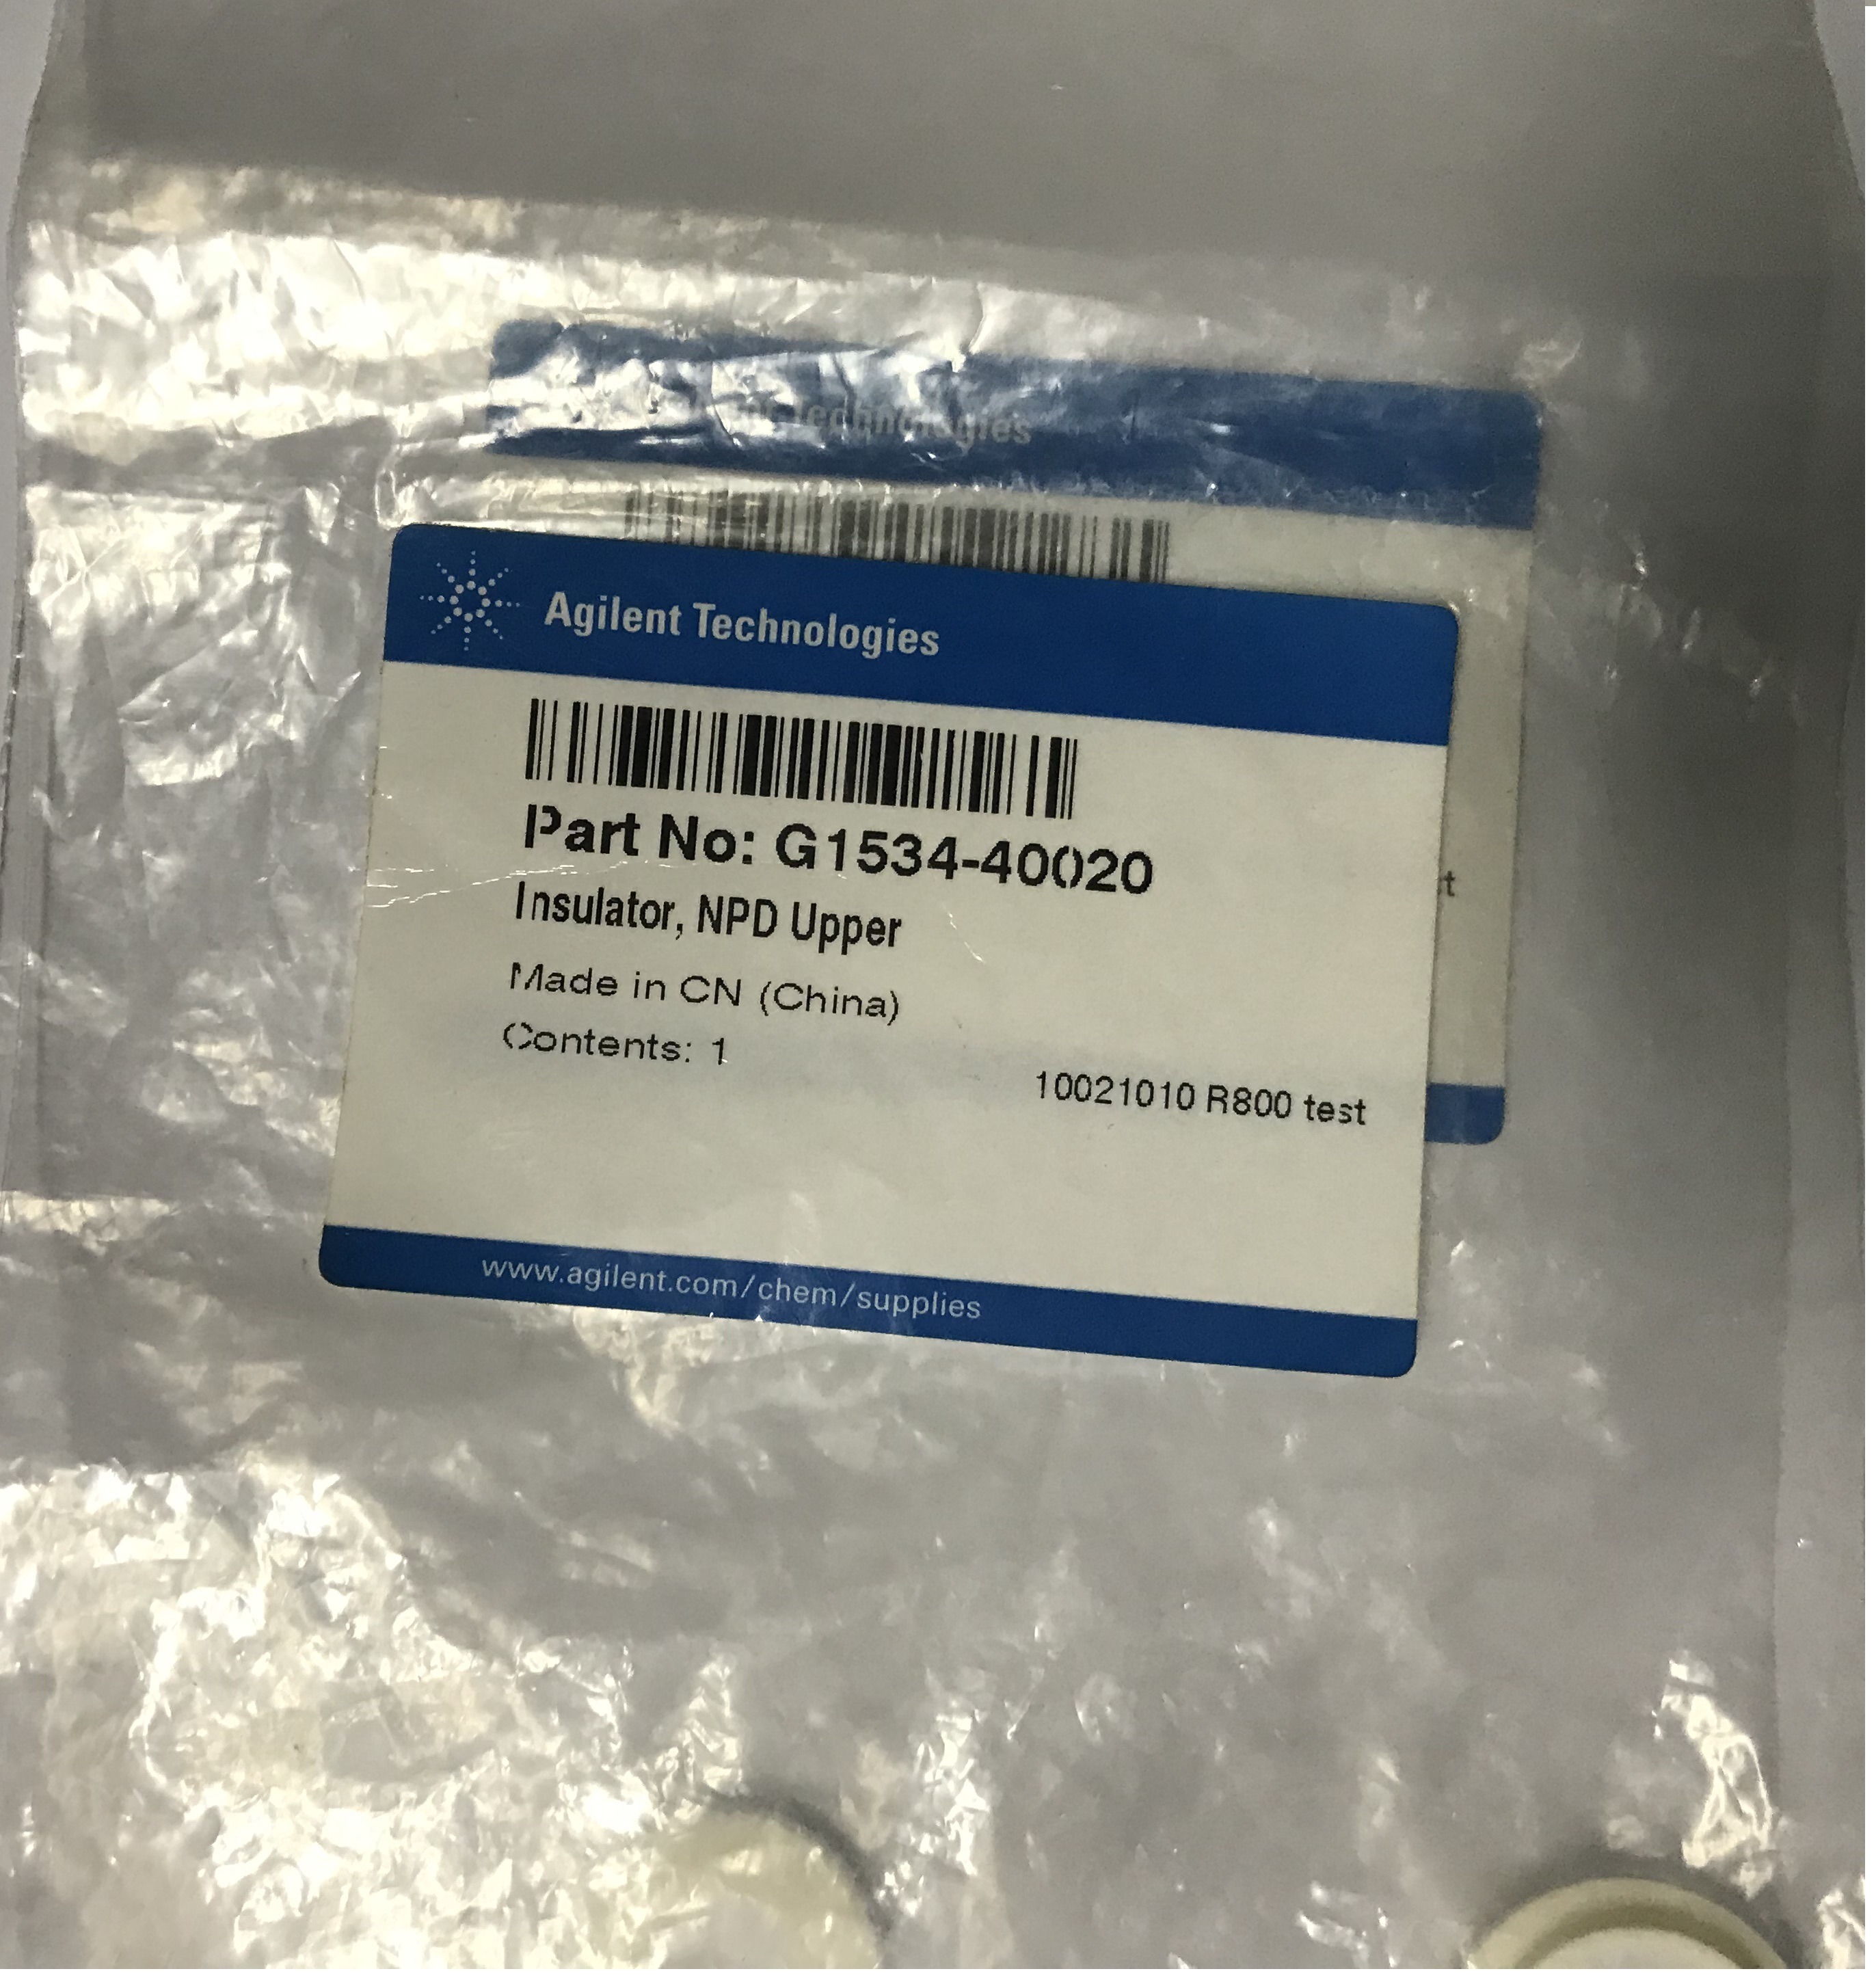 Technologies
Agilent Technologies
Part No: G1534-40020
Insulator, NPD Upper
Made in CN (China)
Contents: 1
10021010 R800 test
www.agilent.com/chem/supplies